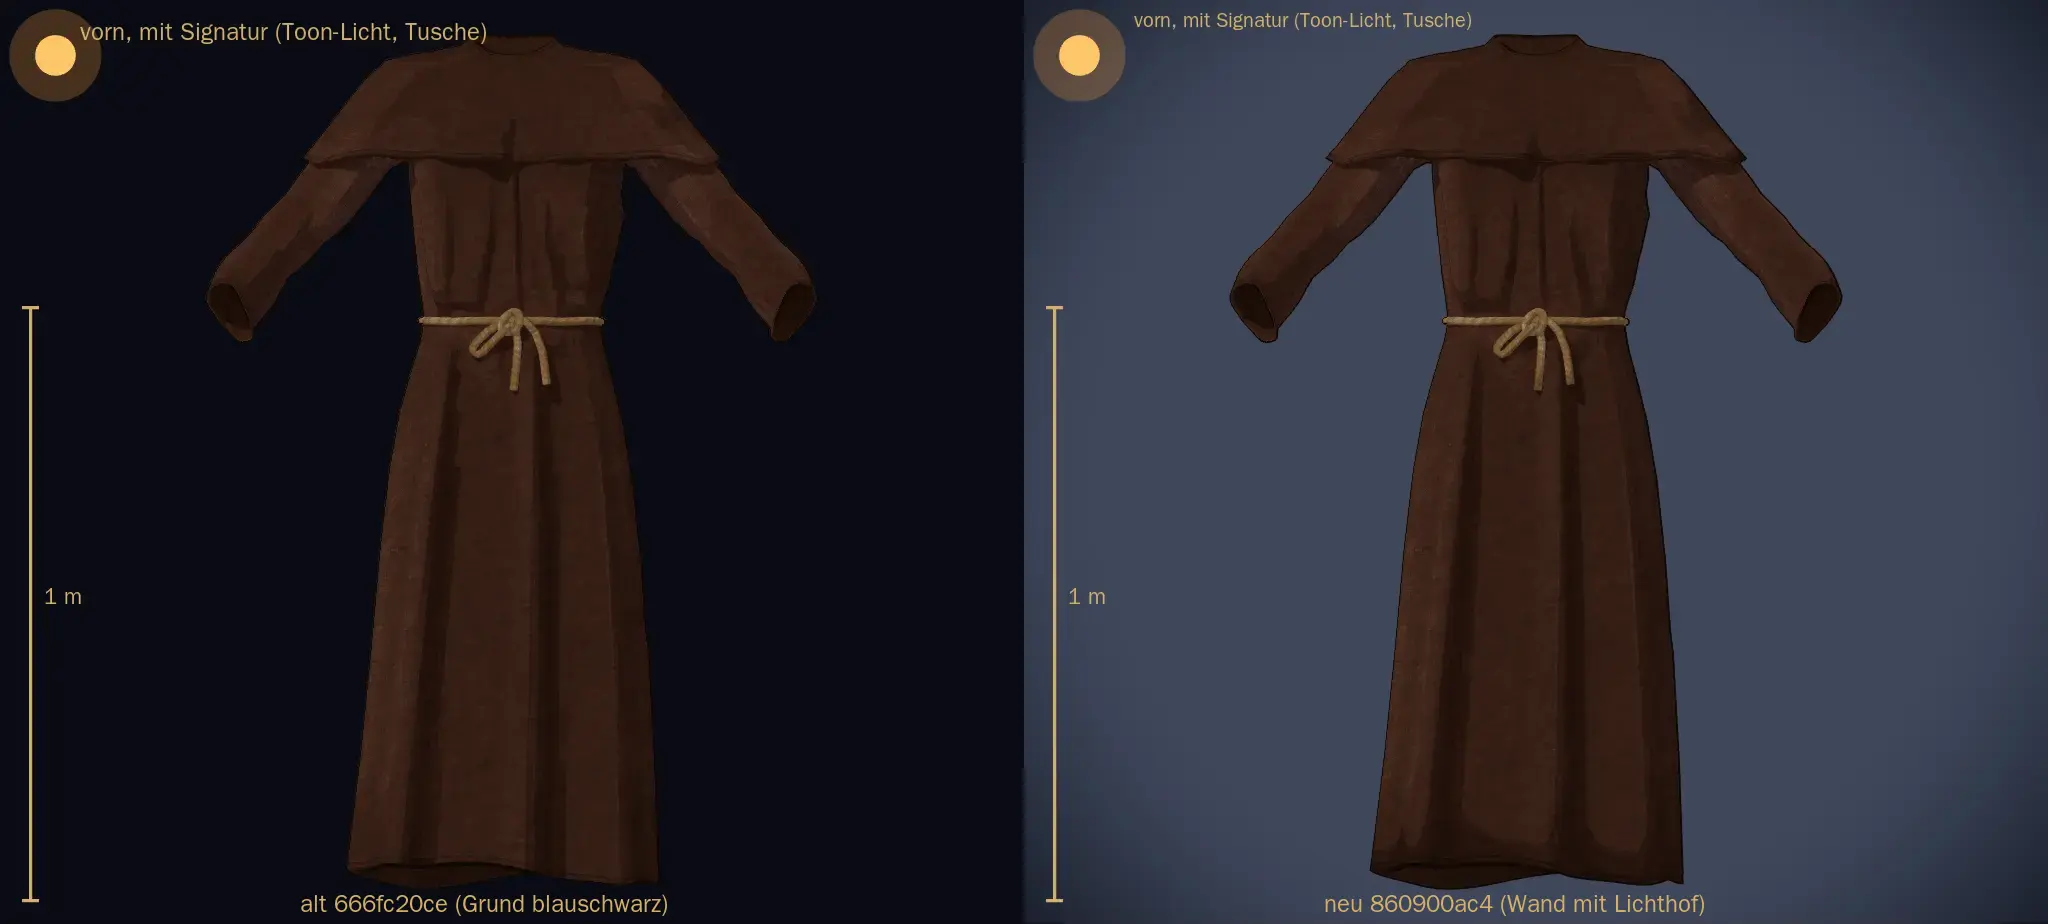 vorn, mit Signatur (Toon-Licht, Tusche)
1 m
alt 666fc20ce (Grund blauschwarz)
vorn, mit Signatur (Toon-Licht, Tusche)
1 m
neu 860900ac4 (Wand mit Lichthof)